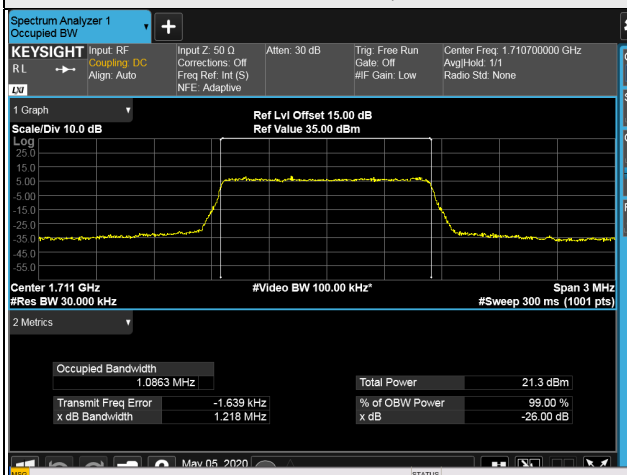 Spectrum Analyzer 1
Occupied BW
+
KEYSIGHT Input: RF Input Z: 50 Ω Atten: 30 dB Trig: Free Run Center Freq: 1.710700000 GHz
RL Coupling: DC Corrections: Off Gate: Off Avg|Hold: 1/1
Align: Auto Freq Ref: Int (S) #IF Gain: Low Radio Std: None
LXI NFE: Adaptive
1 Graph
Ref Lvl Offset 15.00 dB
Scale/Div 10.0 dB Ref Value 35.00 dBm
Log
25.0
15.0
5.00
-5.00
-15.0
-25.0
-35.0
-45.0
-55.0
Center 1.711 GHz #Video BW 100.00 kHz* Span 3 MHz
#Res BW 30.000 kHz #Sweep 300 ms (1001 pts)
2 Metrics
Occupied Bandwidth
1.0863 MHz Total Power 21.3 dBm
Transmit Freq Error -1.639 kHz % of OBW Power 99.00 %
x dB Bandwidth 1.218 MHz x dB -26.00 dB
May 05, 2020
MSG STATUS